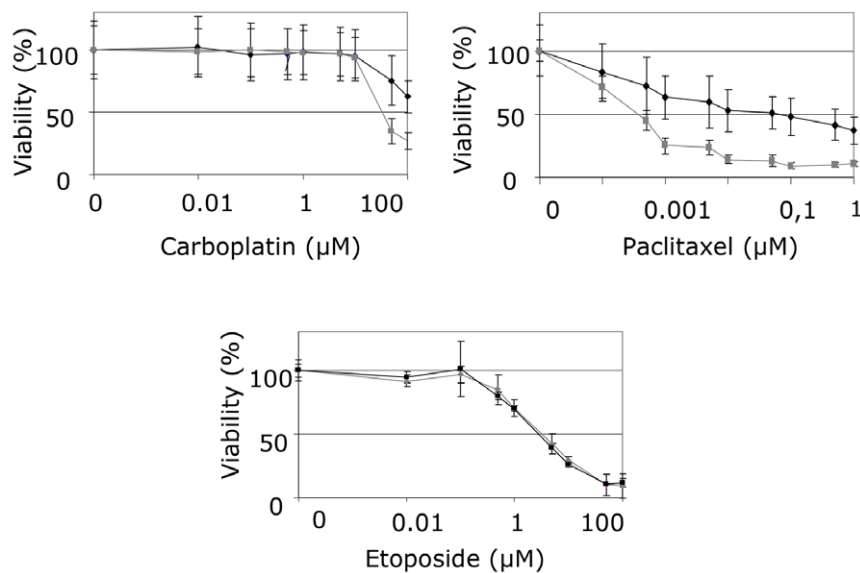 Viability (%)
100
50
0
0 0.01 1 100
Carboplatin (μM)
Viability (%)
100
50
0
0 0.001 0,1 1
Paclitaxel (μM)
Viability (%)
100
50
0
0 0.01 1 100
Etoposide (μM)